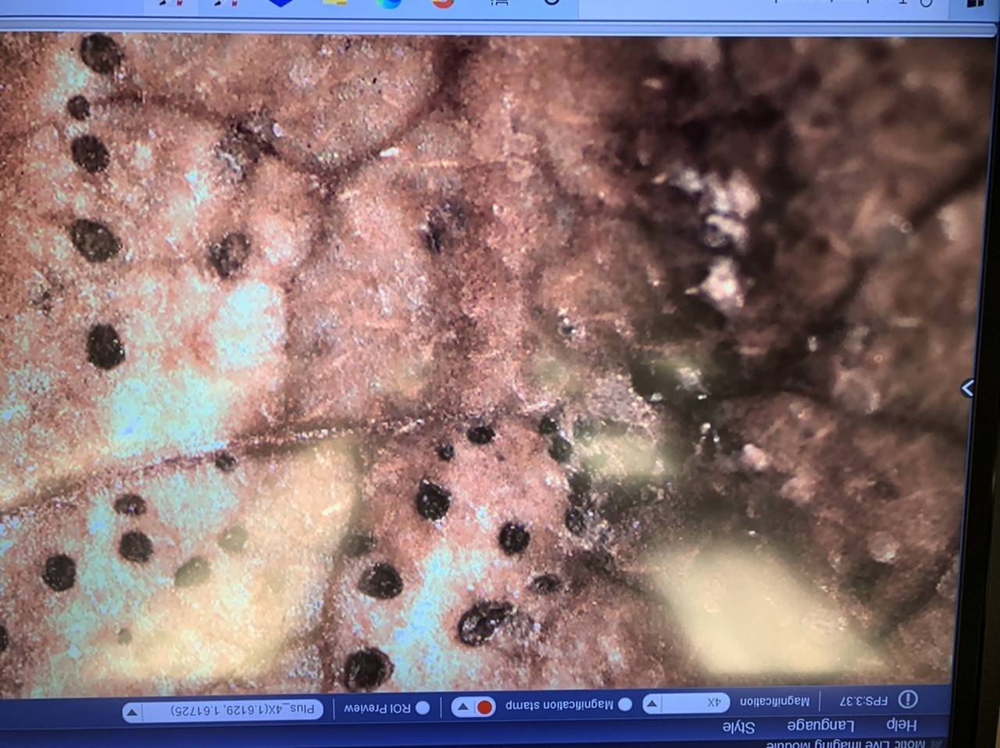 Motic Live Imaging Module
Help Language Style
FPS:3.37 Magnification 4X Magnification stamp ROI Preview Plus_4X(1.6129, 1.61725)